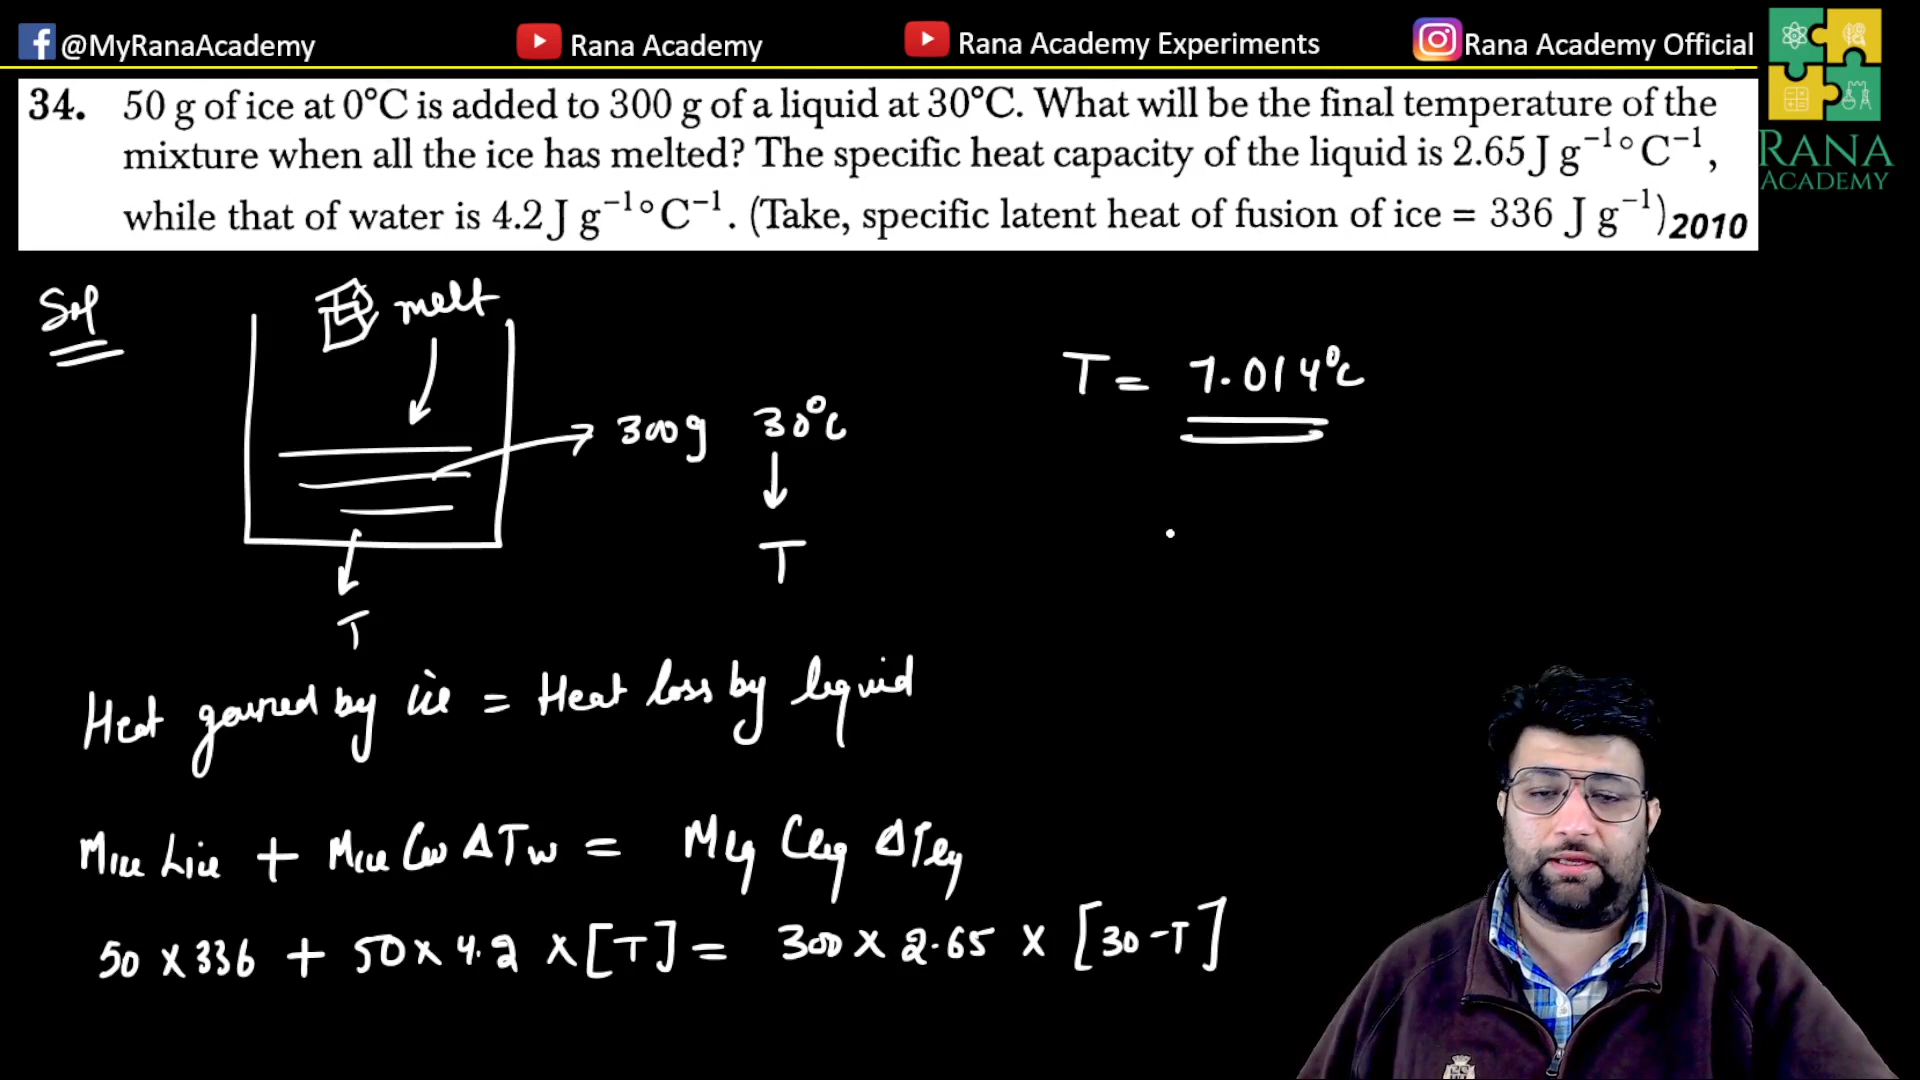 @MyRanaAcademy Rana Academy Rana Academy Experiments Rana Academy Official
RANA
ACADEMY
34. 50 g of ice at 0°C is added to 300 g of a liquid at 30°C. What will be the final temperature of the
mixture when all the ice has melted? The specific heat capacity of the liquid is 2.65 J g⁻¹°C⁻¹,
while that of water is 4.2 J g⁻¹°C⁻¹. (Take, specific latent heat of fusion of ice = 336 J g⁻¹) 2010
Sol
melt
300g 30°C
T
T
T = 7.014°C
Heat gained by ice = Heat loss by liquid
Mice Lice + Mice Cw ΔTw = Mlq Clq ΔTlq
50 × 336 + 50 × 4.2 × [T] = 300 × 2.65 × [30-T]